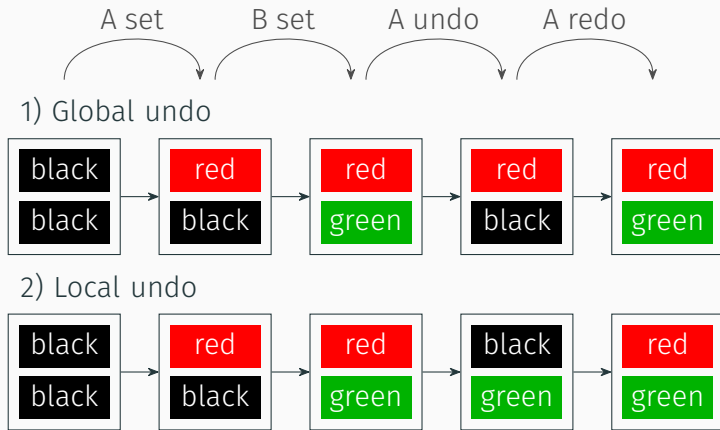 A set B set A undo A redo
1) Global undo
black red red red red
black black green black green
2) Local undo
black red red black red
black black green green green